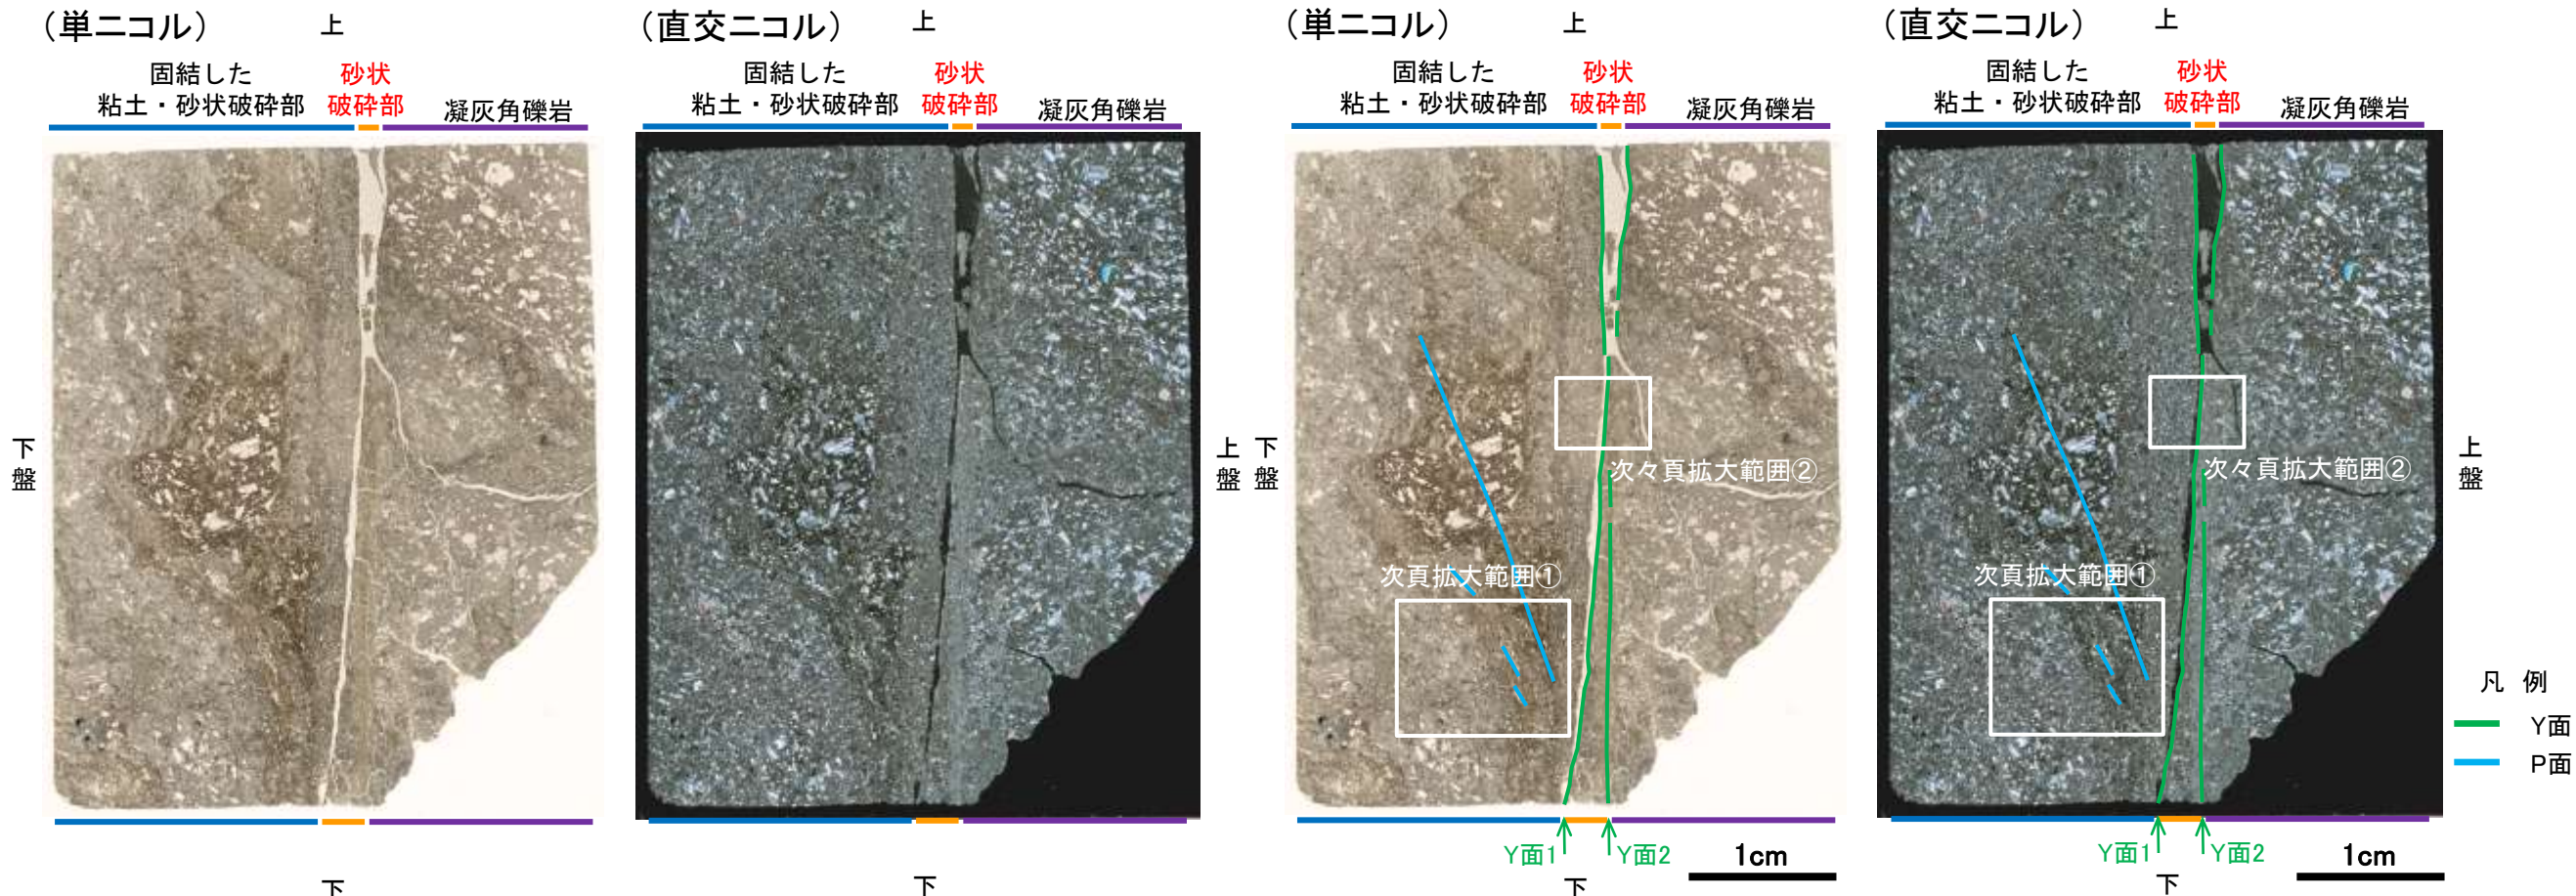 (単ニコル)
上
固結した
粘土・砂状破砕部
砂状
破砕部
凝灰角礫岩
下盤
上盤
下
(直交ニコル)
上
固結した
粘土・砂状破砕部
砂状
破砕部
凝灰角礫岩
下
(単ニコル)
上
固結した
粘土・砂状破砕部
砂状
破砕部
凝灰角礫岩
下盤
次々頁拡大範囲②
次頁拡大範囲①
Y面1
Y面2
1cm
下
(直交ニコル)
上
固結した
粘土・砂状破砕部
砂状
破砕部
凝灰角礫岩
上盤
次々頁拡大範囲②
次頁拡大範囲①
Y面1
Y面2
1cm
下
凡 例
Y面
P面